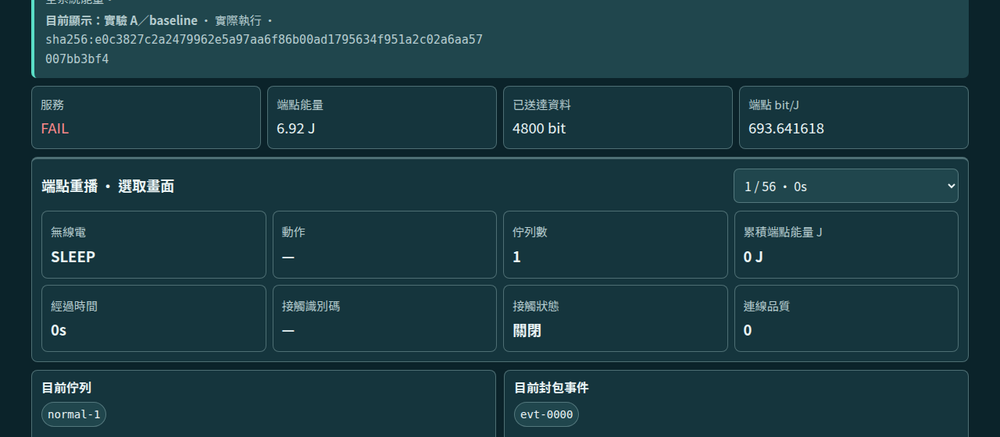 目前顯示：實驗 A／baseline · 實際執行 ·
sha256:e0c3827c2a2479962e5a97aa6f86b00ad1795634f951a2c02a6aa57
007bb3bf4
服務
FAIL
端點能量
6.92 J
已送達資料
4800 bit
端點 bit/J
693.641618
端點重播 · 選取畫面
1 / 56 · 0s
無線電
SLEEP
動作
—
佇列數
1
累積端點能量 J
0 J
經過時間
0s
接觸識別碼
—
接觸狀態
關閉
連線品質
0
目前佇列
normal-1
目前封包事件
evt-0000